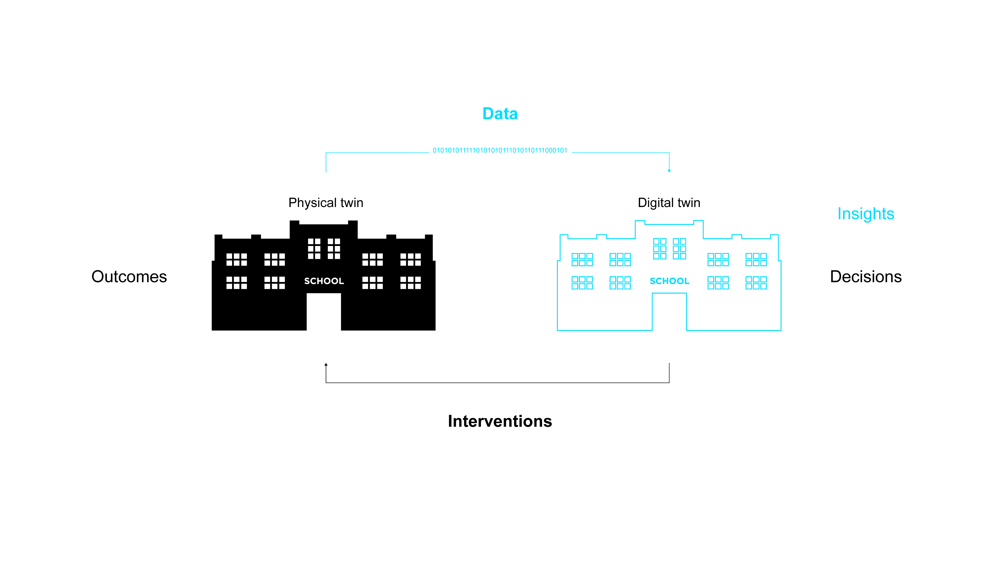 Data
0101010111110101010111010110111000101
Physical twin
Digital twin
Insights
Outcomes
SCHOOL
SCHOOL
Decisions
Interventions